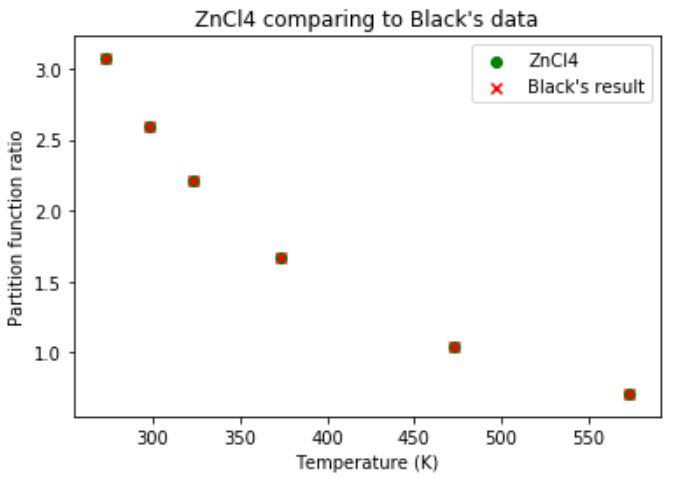 ZnCl4 comparing to Black's data
ZnCl4
Black's result
Partition function ratio
3.0
2.5
2.0
1.5
1.0
300 350 400 450 500 550
Temperature (K)